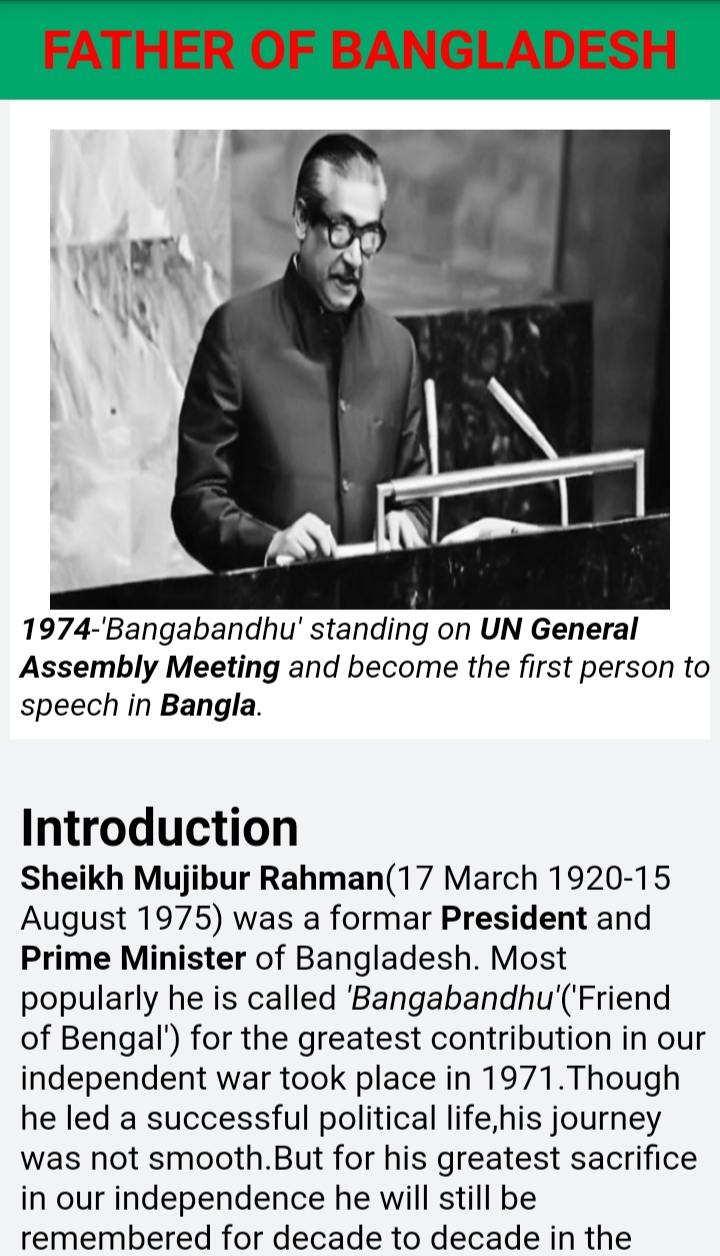 FATHER OF BANGLADESH
1974-'Bangabandhu' standing on UN General
Assembly Meeting and become the first person to
speech in Bangla.
Introduction
Sheikh Mujibur Rahman(17 March 1920-15
August 1975) was a formar President and
Prime Minister of Bangladesh. Most
popularly he is called 'Bangabandhu'('Friend
of Bengal') for the greatest contribution in our
independent war took place in 1971.Though
he led a successful political life,his journey
was not smooth.But for his greatest sacrifice
in our independence he will still be
remembered for decade to decade in the